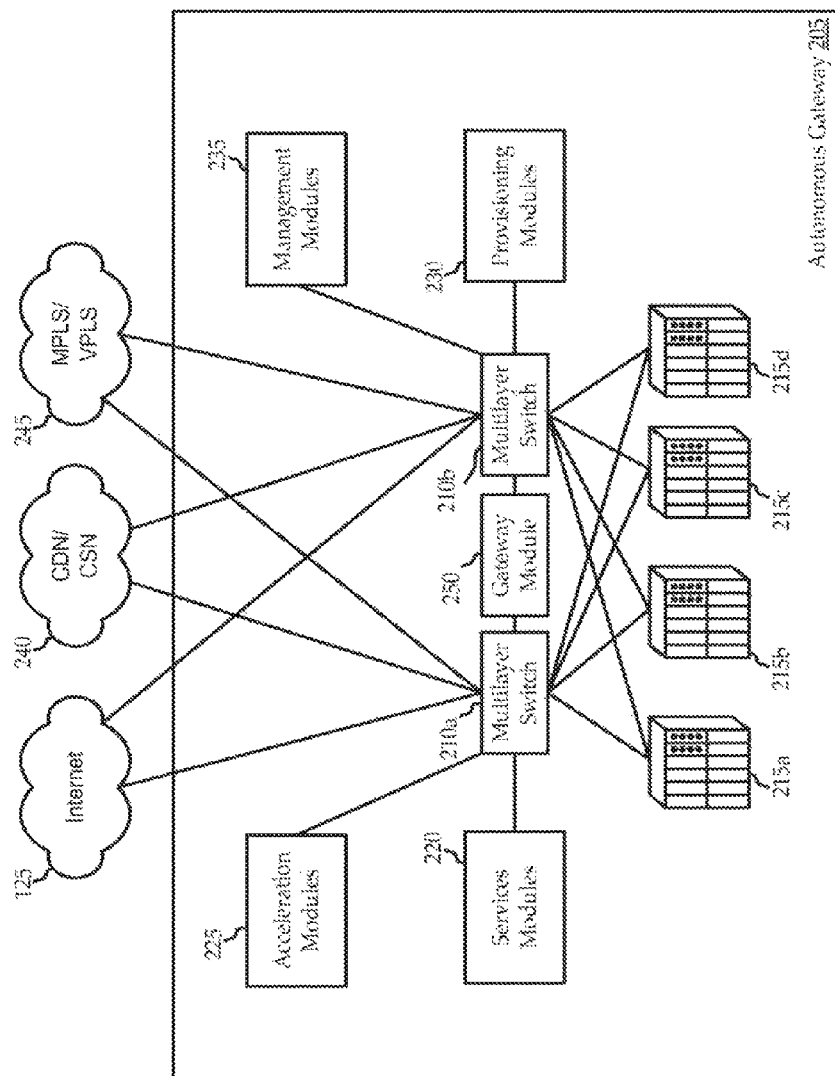 Internet
125
CDN/
CSN
240
MPLS/
VPLS
245
Acceleration
Modules
225
Management
Modules
235
Services
Modules
220
Multilayer
Switch
210a
Gateway
Module
250
Multilayer
Switch
210b
Provisioning
Modules
230
215a
215b
215c
215d
Autonomous Gateway 205